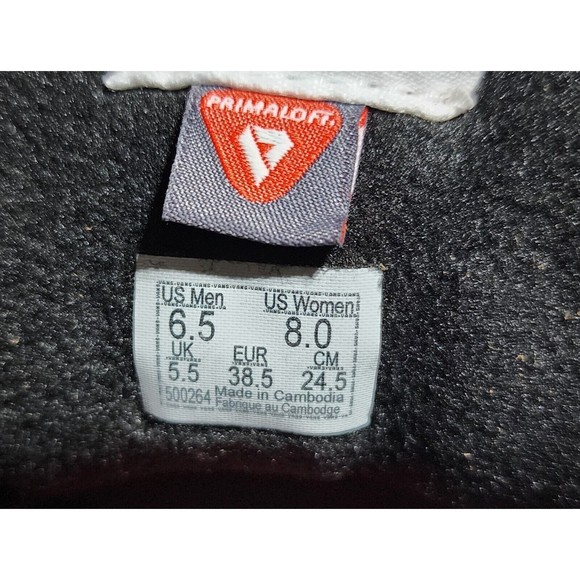 PRIMALOFT.
US Men US Women
6.5 8.0
UK EUR CM
5.5 38.5 24.5
500264 Made in Cambodia
Fabrique au Cambodge